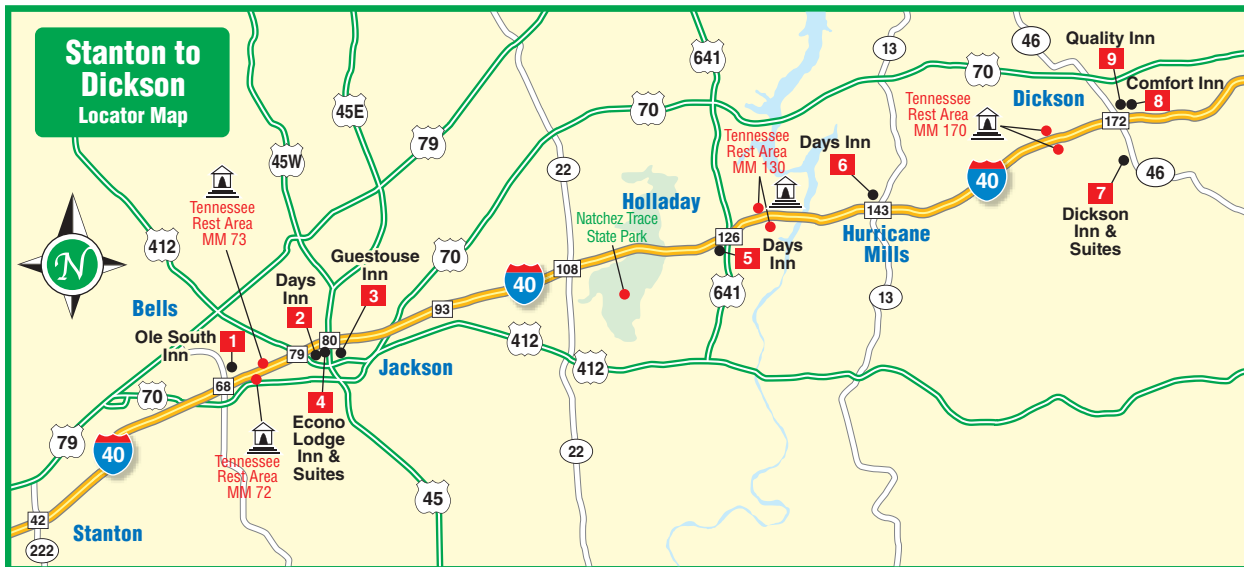 Stanton to
Dickson
Locator Map
N
45E
45W
79
641
13
70
46
Quality Inn
9
Comfort Inn
8
Dickson
Tennessee
Rest Area
MM 170
172
70
22
Tennessee
Rest Area
MM 130
Days Inn
6
40
46
7
Dickson
Inn &
Suites
Tennessee
Rest Area
MM 73
Holladay
Natchez Trace
State Park
143
Hurricane
Mills
126
5
Days
Inn
412
70
Guestouse
Inn
3
Days
Inn
2
108
40
641
13
Bells
93
Ole South
Inn
1
80
79
412
Jackson
412
68
70
4
Econo
Lodge
Inn &
Suites
79
40
Tennessee
Rest Area
MM 72
22
45
42
Stanton
222